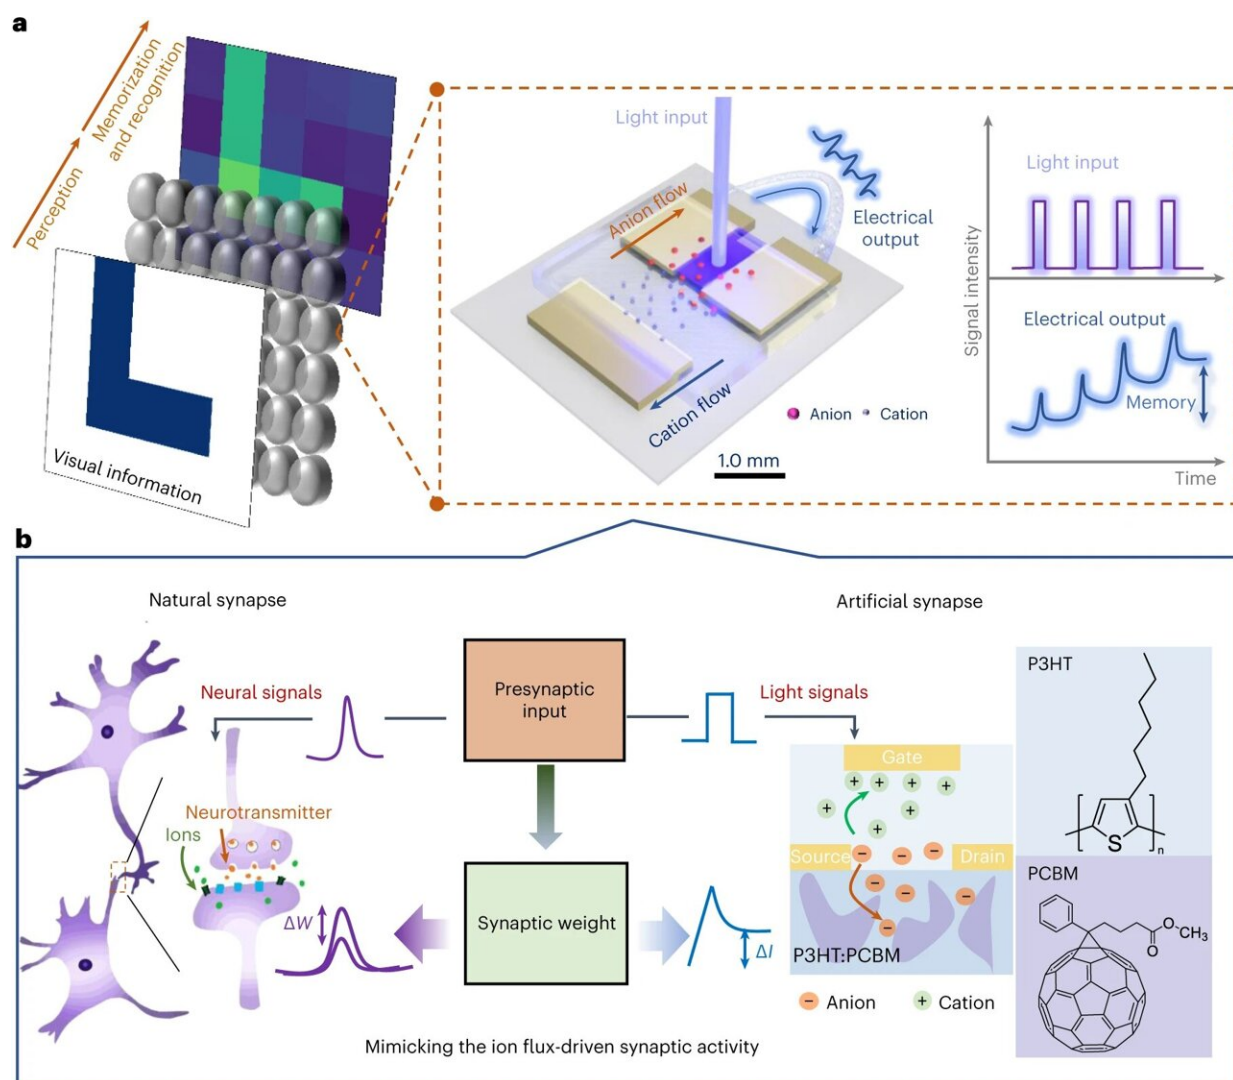 a
Perception
Memorization
and recognition
Visual information
Light input
Anion flow
Electrical
output
Cation flow
Anion
Cation
1.0 mm
Signal intensity
Light input
Electrical output
Memory
Time
b
Natural synapse
Artificial synapse
Neural signals
Presynaptic
input
Light signals
Neurotransmitter
Ions
ΔW
Synaptic weight
ΔI
Gate
+ + + +
+ +
+
Source
− − −
Drain
− − −
−
P3HT:PCBM
− Anion
+ Cation
P3HT
S
n
PCBM
O
OCH3
Mimicking the ion flux-driven synaptic activity